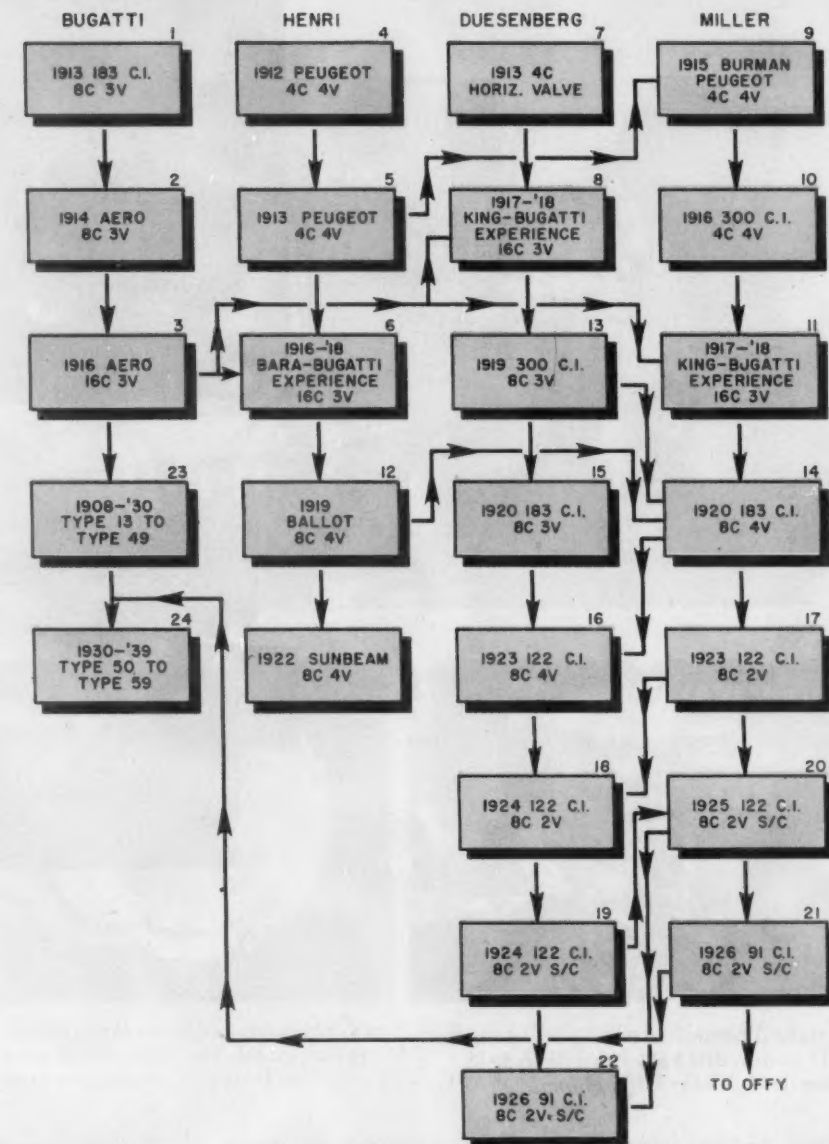 BUGATTI
HENRI
DUESENBERG
MILLER
1
1913 183 C.I.
8C 3V
4
1912 PEUGEOT
4C 4V
7
1913 4C
HORIZ. VALVE
9
1915 BURMAN
PEUGEOT
4C 4V
2
1914 AERO
8C 3V
5
1913 PEUGEOT
4C 4V
8
1917-'18
KING-BUGATTI
EXPERIENCE
16C 3V
10
1916 300 C.I.
4C 4V
3
1916 AERO
16C 3V
6
1916-'18
BARA-BUGATTI
EXPERIENCE
16C 3V
13
1919 300 C.I.
8C 3V
11
1917-'18
KING-BUGATTI
EXPERIENCE
16C 3V
23
1908-'30
TYPE 13 TO
TYPE 49
12
1919
BALLOT
8C 4V
15
1920 183 C.I.
8C 3V
14
1920 183 C.I.
8C 4V
24
1930-'39
TYPE 50 TO
TYPE 59
1922 SUNBEAM
8C 4V
16
1923 122 C.I.
8C 4V
17
1923 122 C.I.
8C 2V
18
1924 122 C.I.
8C 2V
20
1925 122 C.I.
8C 2V S/C
19
1924 122 C.I.
8C 2V S/C
21
1926 91 C.I.
8C 2V S/C
22
1926 91 C.I.
8C 2V S/C
TO OFFY